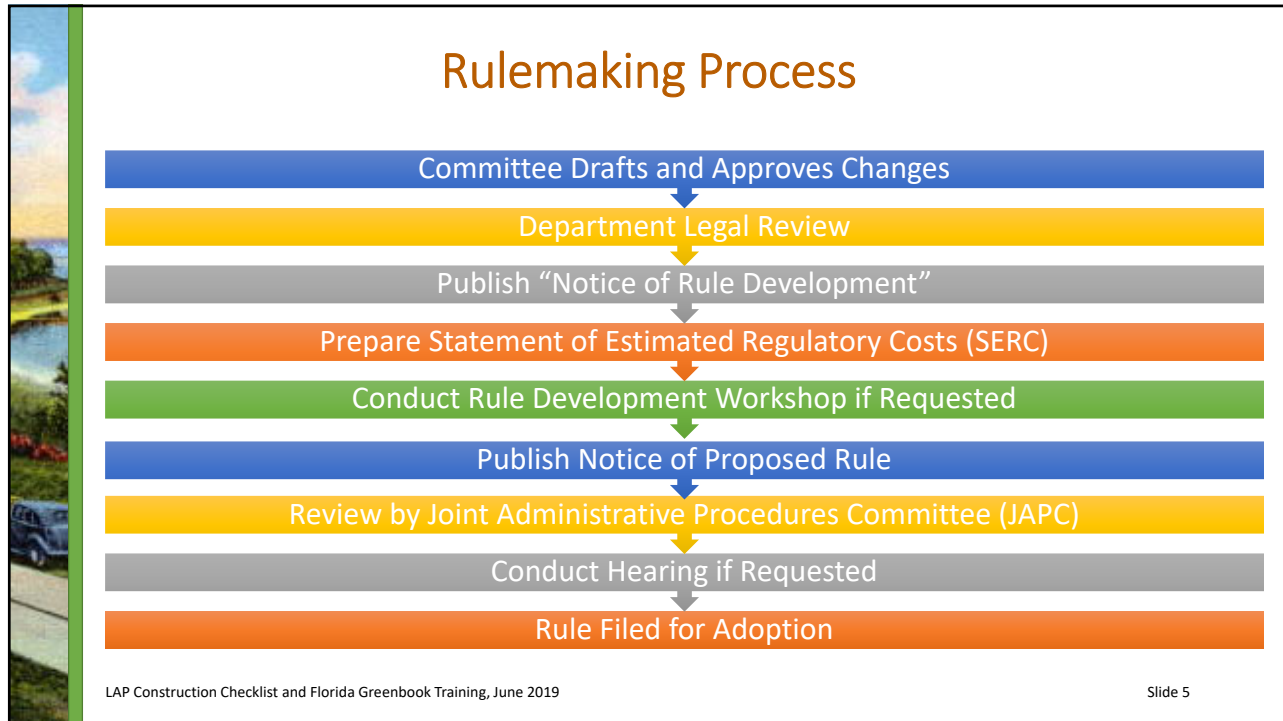 Rulemaking Process
Committee Drafts and Approves Changes
Department Legal Review
Publish “Notice of Rule Development”
Prepare Statement of Estimated Regulatory Costs (SERC)
Conduct Rule Development Workshop if Requested
Publish Notice of Proposed Rule
Review by Joint Administrative Procedures Committee (JAPC)
Conduct Hearing if Requested
Rule Filed for Adoption
LAP Construction Checklist and Florida Greenbook Training, June 2019 Slide 5